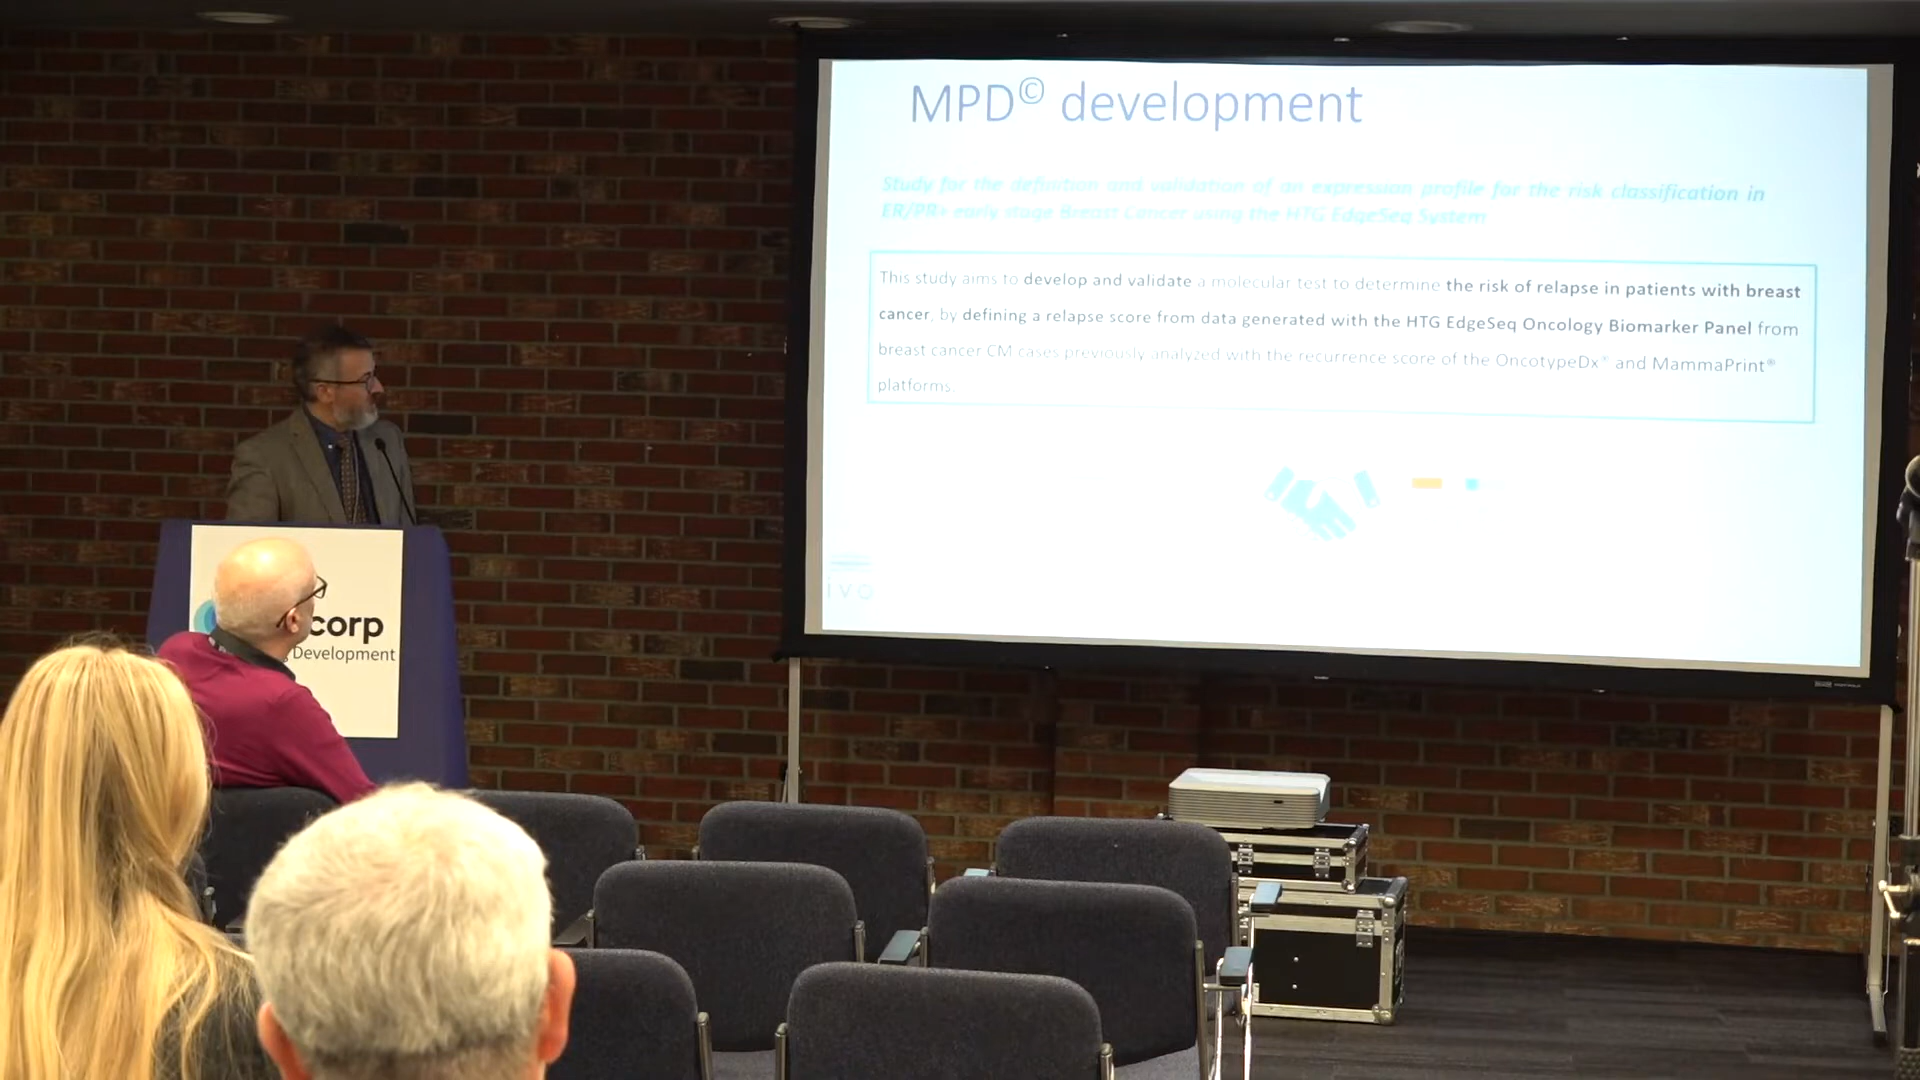 MPD© development
Study for the definition and validation of an expression profile for the risk classification in
ER/PR+ early stage Breast Cancer using the HTG EdgeSeq System
This study aims to develop and validate a molecular test to determine the risk of relapse in patients with breast
cancer, by defining a relapse score from data generated with the HTG EdgeSeq Oncology Biomarker Panel from
breast cancer CM cases previously analyzed with the recurrence score of the OncotypeDx® and MammaPrint®
platforms.
ivo
corp
Development